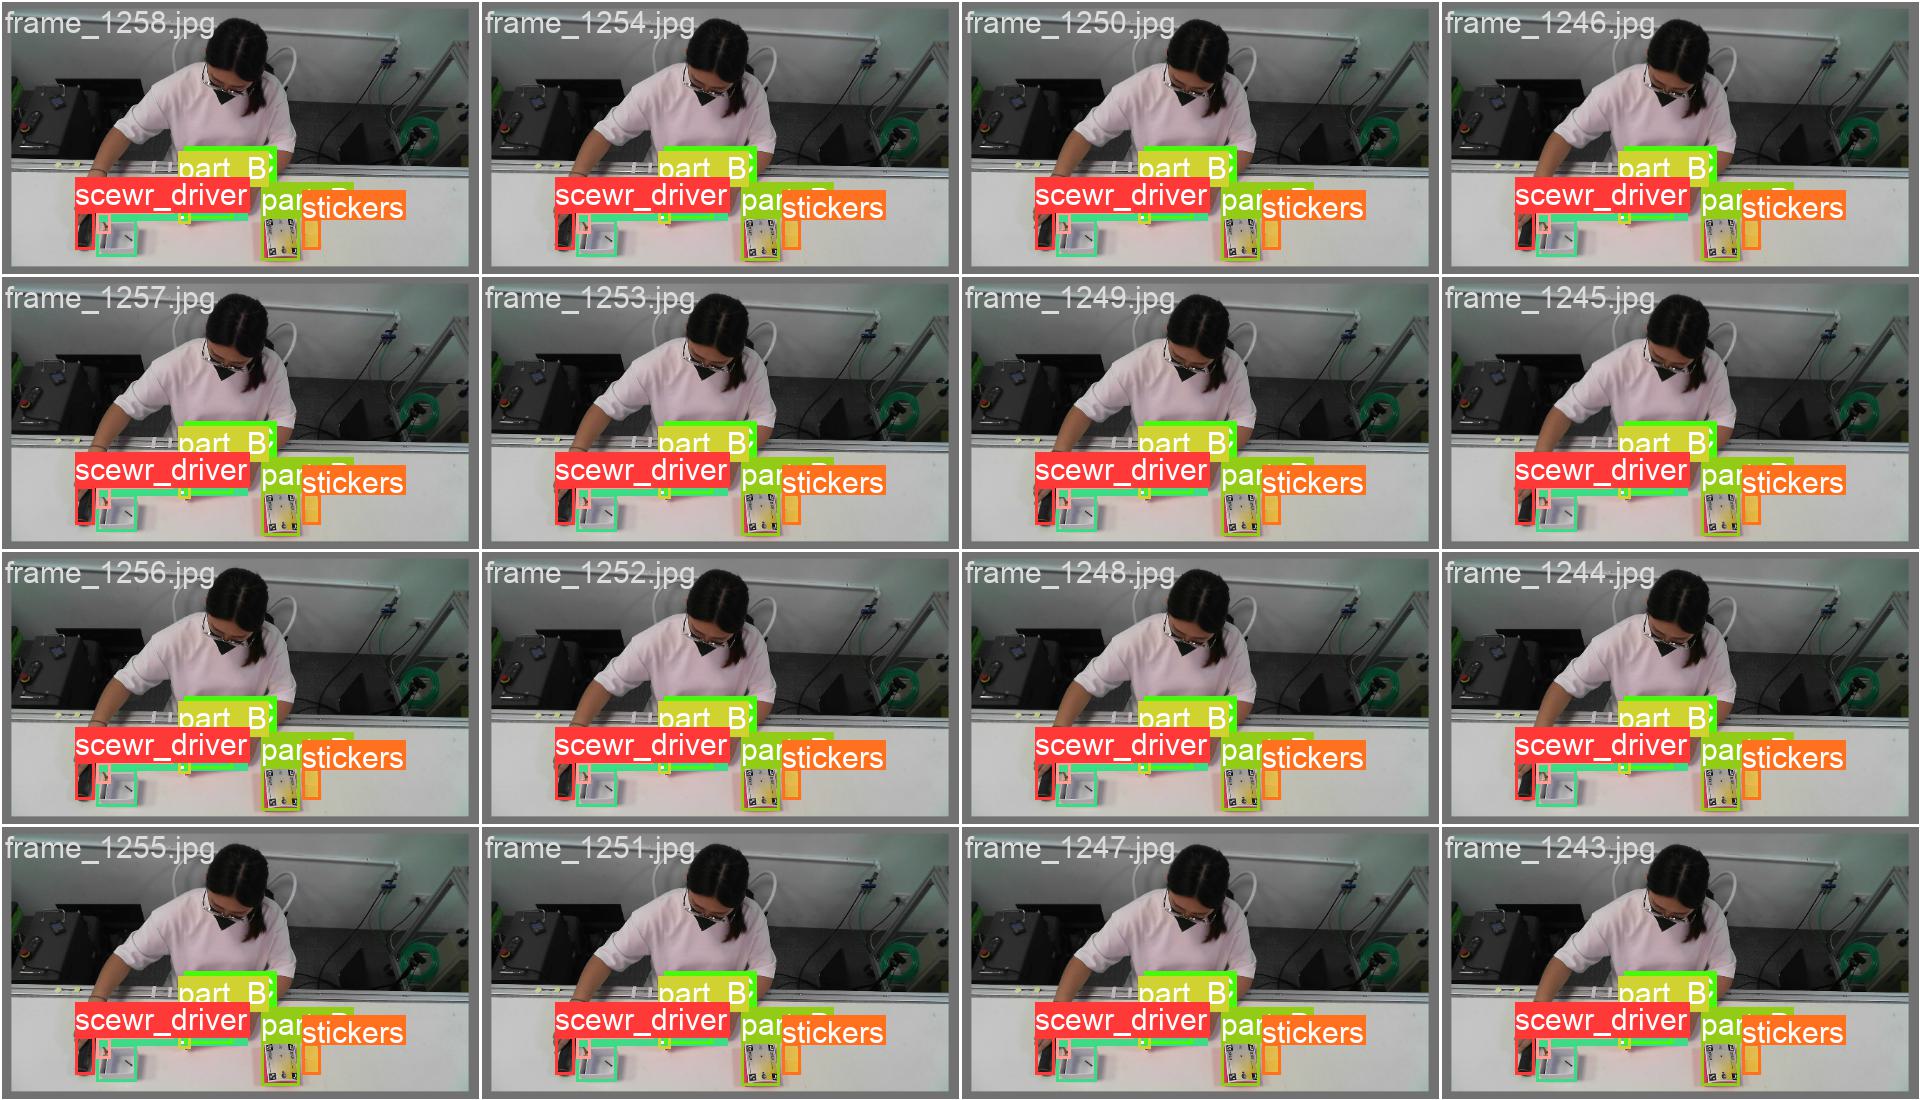 frame_1258.jpg
part_B
scewr_driver
par
stickers
frame_1254.jpg
part_B
scewr_driver
par
stickers
frame_1250.jpg
part_B
scewr_driver
par
stickers
frame_1246.jpg
part_B
scewr_driver
par
stickers
frame_1257.jpg
part_B
scewr_driver
par
stickers
frame_1253.jpg
part_B
scewr_driver
par
stickers
frame_1249.jpg
part_B
scewr_driver
par
stickers
frame_1245.jpg
part_B
scewr_driver
par
stickers
frame_1256.jpg
part_B
scewr_driver
par
stickers
frame_1252.jpg
part_B
scewr_driver
par
stickers
frame_1248.jpg
part_B
scewr_driver
par
stickers
frame_1244.jpg
part_B
scewr_driver
par
stickers
frame_1255.jpg
part_B
scewr_driver
par
stickers
frame_1251.jpg
part_B
scewr_driver
par
stickers
frame_1247.jpg
part_B
scewr_driver
par
stickers
frame_1243.jpg
part_B
scewr_driver
par
stickers